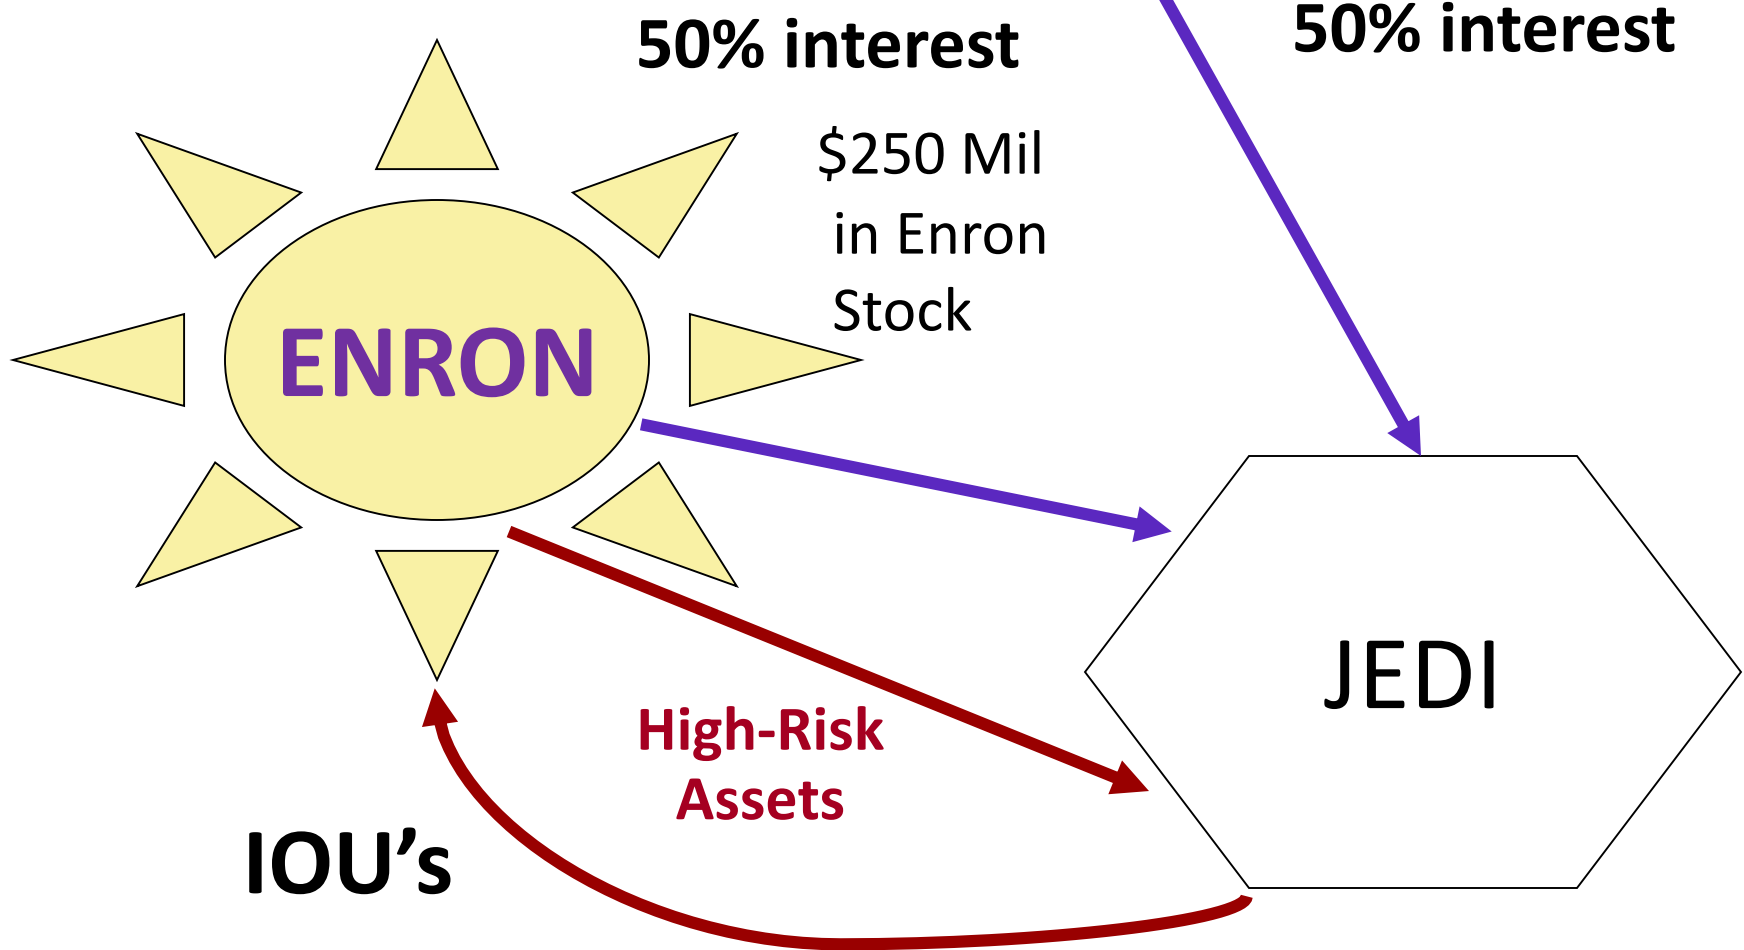 50% interest
50% interest
$250 Mil
in Enron
Stock
ENRON
JEDI
High-Risk
Assets
IOU’s